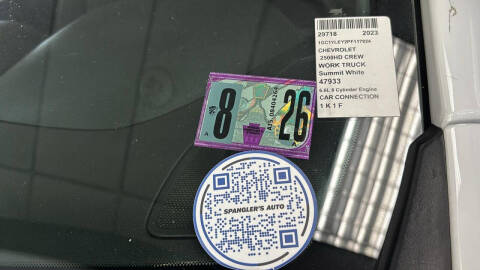 29718 2023
CHEVROLET
2500HD CREW
WORK TRUCK
Summit White
47933
6.6L 8 Cylinder Engine
CAR CONNECTION
1 K 1 F
8 26
SPANGLER'S AUTO